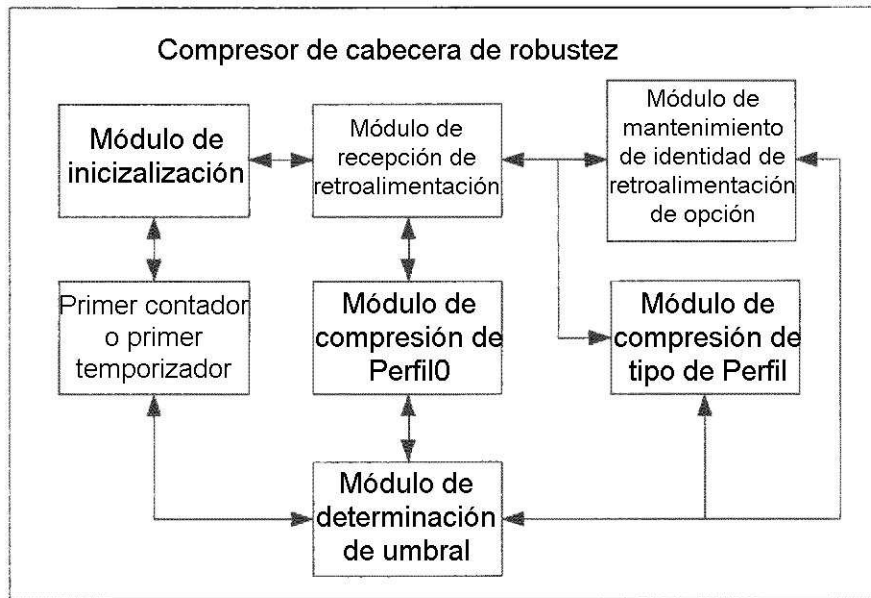 Compresor de cabecera de robustez
Módulo de
inicizalización
Módulo de
recepción de
retroalimentación
Módulo de
mantenimiento
de identidad de
retroalimentación
de opción
Primer contador
o primer
temporizador
Módulo de
compresión de
Perfil0
Módulo de
compresión de
tipo de Perfil
Módulo de
determinación
de umbral